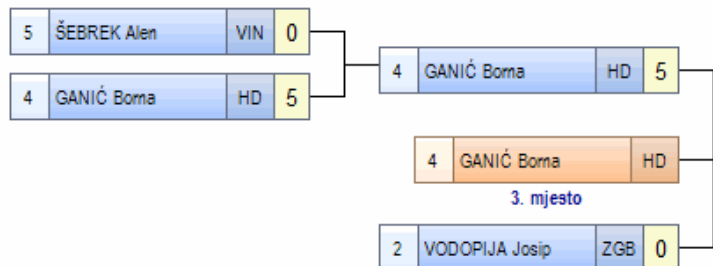 5 ŠEBREK Alen VIN 0
4 GANIĆ Borna HD 5
4 GANIĆ Borna HD 5
4 GANIĆ Borna HD
3. mjesto
2 VODOPIJA Josip ZGB 0